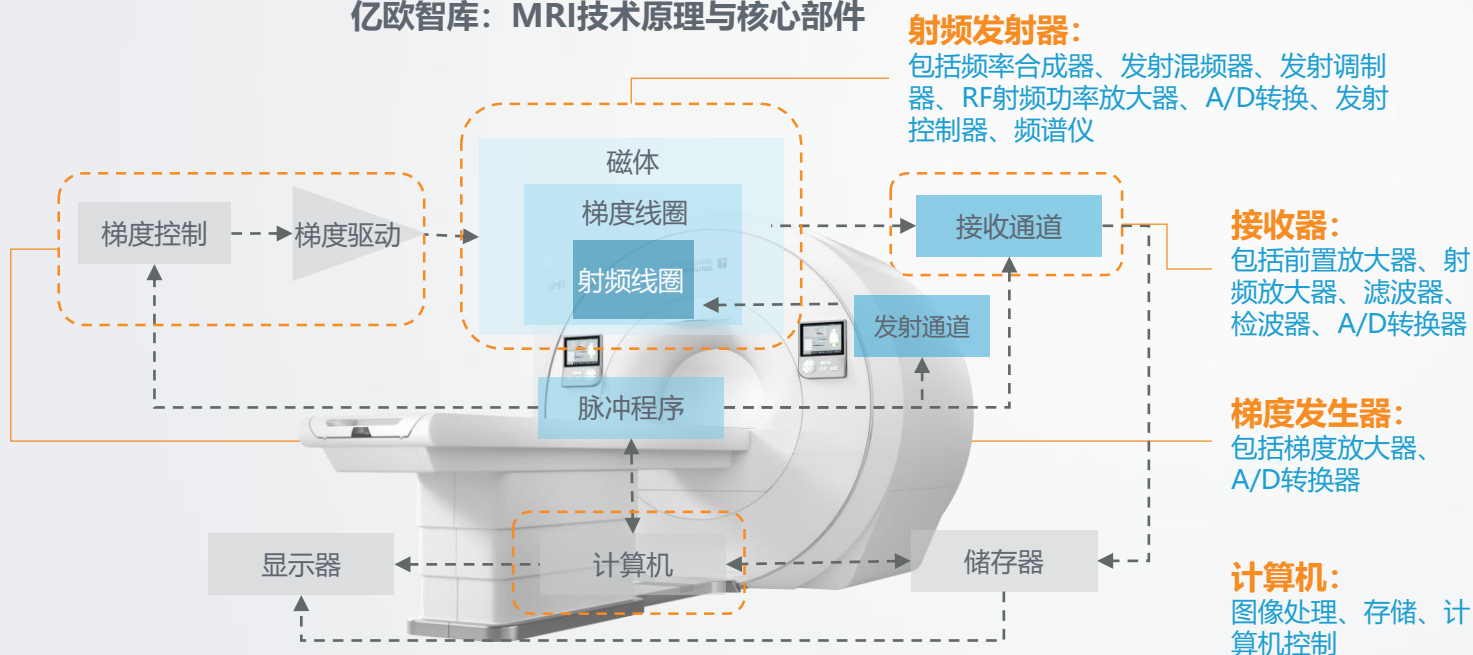 亿欧智库：MRI技术原理与核心部件
射频发射器：
包括频率合成器、发射混频器、发射调制
器、RF射频功率放大器、A/D转换、发射
控制器、频谱仪
磁体
梯度线圈
射频线圈
梯度控制
梯度驱动
接收通道
接收器：
包括前置放大器、射
频放大器、滤波器、
检波器、A/D转换器
发射通道
脉冲程序
梯度发生器：
包括梯度放大器、
A/D转换器
显示器
计算机
储存器
计算机：
图像处理、存储、计
算机控制